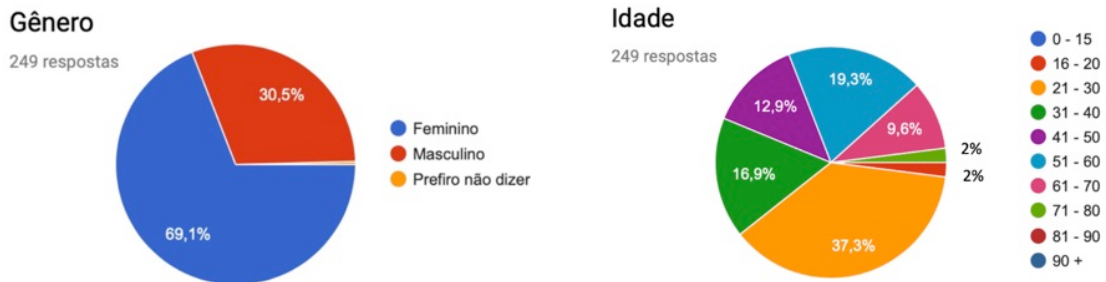 Gênero
249 respostas
30,5%
69,1%
Feminino
Masculino
Prefiro não dizer
Idade
249 respostas
19,3%
12,9%
9,6%
2%
16,9%
2%
37,3%
0 - 15
16 - 20
21 - 30
31 - 40
41 - 50
51 - 60
61 - 70
71 - 80
81 - 90
90 +